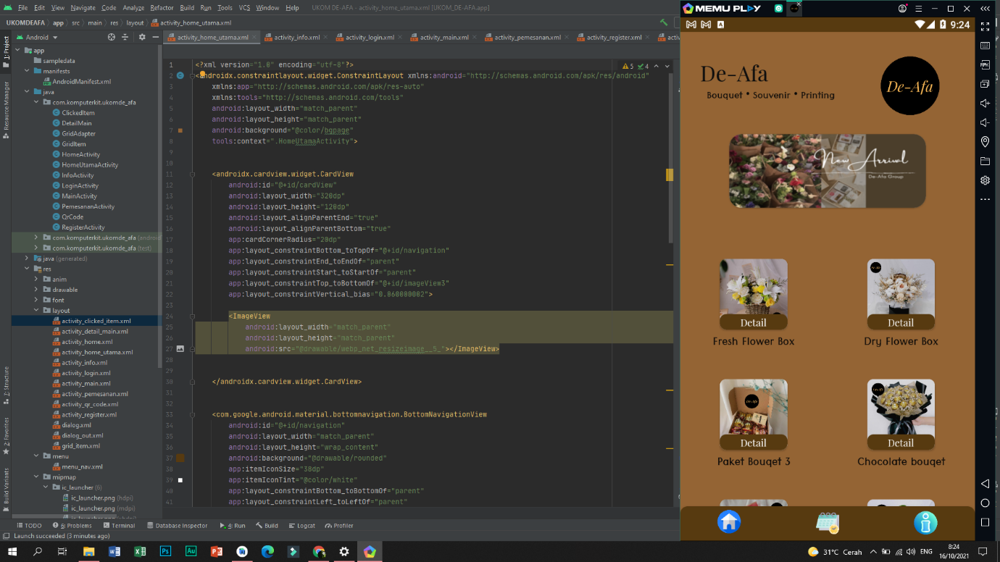 File Edit View Navigate Code Analyze Refactor Build Run Tools VCS Window Help UKOM DE-AFA - activity_home_utama.xml [UKOM_DE-AFA.app]
UKOMDEAFA app src main res layout activity_home_utama.xml
Android
activity_home_utama.xml activity_info.xml activity_login.xml activity_main.xml activity_pemesanan.xml activity_register.xml activ
1: Project
Resource Manager
Z: Structure
2: Favorites
Build Variants
app
sampledata
manifests
AndroidManifest.xml
java
com.komputerkit.ukomde_afa
ClickedItem
DetailMain
GridAdapter
GridItem
HomeActivity
HomeUtamaActivity
InfoActivity
LoginActivity
MainActivity
PemesananActivity
QrCode
RegisterActivity
com.komputerkit.ukomde_afa (android
com.komputerkit.ukomde_afa (test)
java (generated)
res
anim
drawable
font
layout
activity_clicked_item.xml
activity_detail_main.xml
activity_home.xml
activity_home_utama.xml
activity_info.xml
activity_login.xml
activity_main.xml
activity_pemesanan.xml
activity_qr_code.xml
activity_register.xml
dialog.xml
dialog_out.xml
grid_item.xml
menu
menu_nav.xml
mipmap
ic_launcher (6)
ic_launcher.png (hdpi)
ic_launcher.png (mdpi)
5 4
1 <?xml version="1.0" encoding="utf-8"?>
2 <androidx.constraintlayout.widget.ConstraintLayout xmlns:android="http://schemas.android.com/apk/res/android"
3 xmlns:app="http://schemas.android.com/apk/res-auto"
4 xmlns:tools="http://schemas.android.com/tools"
5 android:layout_width="match_parent"
6 android:layout_height="match_parent"
7 android:background="@color/bgpage"
8 tools:context=".HomeUtamaActivity">
9
10
11 <androidx.cardview.widget.CardView
12 android:id="@+id/cardView"
13 android:layout_width="320dp"
14 android:layout_height="120dp"
15 android:layout_alignParentEnd="true"
16 android:layout_alignParentBottom="true"
17 app:cardCornerRadius="20dp"
18 app:layout_constraintBottom_toTopOf="@+id/navigation"
19 app:layout_constraintEnd_toEndOf="parent"
20 app:layout_constraintStart_toStartOf="parent"
21 app:layout_constraintTop_toBottomOf="@+id/imageView3"
22 app:layout_constraintVertical_bias="0.060000002">
23
24 <ImageView
25 android:layout_width="match_parent"
26 android:layout_height="match_parent"
27 android:src="@drawable/webp_net_resizeimage__5_"></ImageView>
28
30 </androidx.cardview.widget.CardView>
31
32
33 <com.google.android.material.bottomnavigation.BottomNavigationView
34 android:id="@+id/navigation"
35 android:layout_width="match_parent"
36 android:layout_height="wrap_content"
37 android:background="@drawable/rounded"
38 app:itemIconSize="30dp"
39 app:itemIconTint="@color/white"
40 app:layout_constraintBottom_toBottomOf="parent"
41 app:layout_constraintLeft_toLeftOf="parent"
TODO 6: Problems Terminal Database Inspector 4: Run Build Logcat Profiler
Launch succeeded (3 minutes ago)
MEMU PLAY
9:24
De-Afa
Bouquet • Souvenir • Printing
De-Afa
New Arrival
De-Afa Group
Detail Detail
Fresh Flower Box Dry Flower Box
De-Afa
Detail Detail
Paket Bouqet 3 Chocolate bouqet
31°C Cerah ENG 8:24
16/10/2021